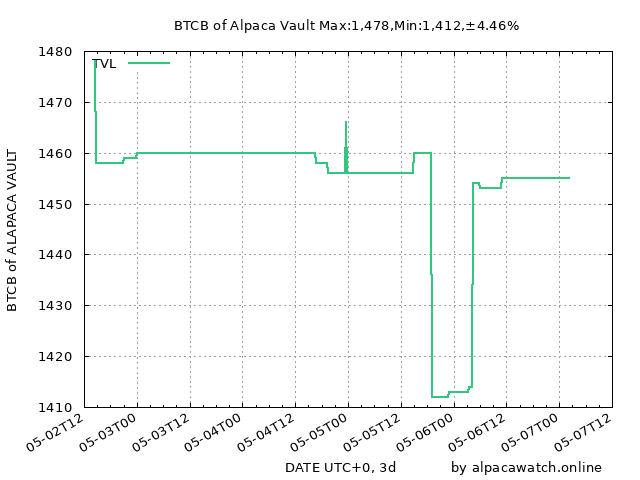 BTCB of Alpaca Vault Max:1,478,Min:1,412,±4.46%
TVL
1480
1470
1460
1450
1440
1430
1420
1410
BTCB of ALAPACA VAULT
05-02T12
05-03T00
05-03T12
05-04T00
05-04T12
05-05T00
05-05T12
05-06T00
05-06T12
05-07T00
05-07T12
DATE UTC+0, 3d
by alpacawatch.online